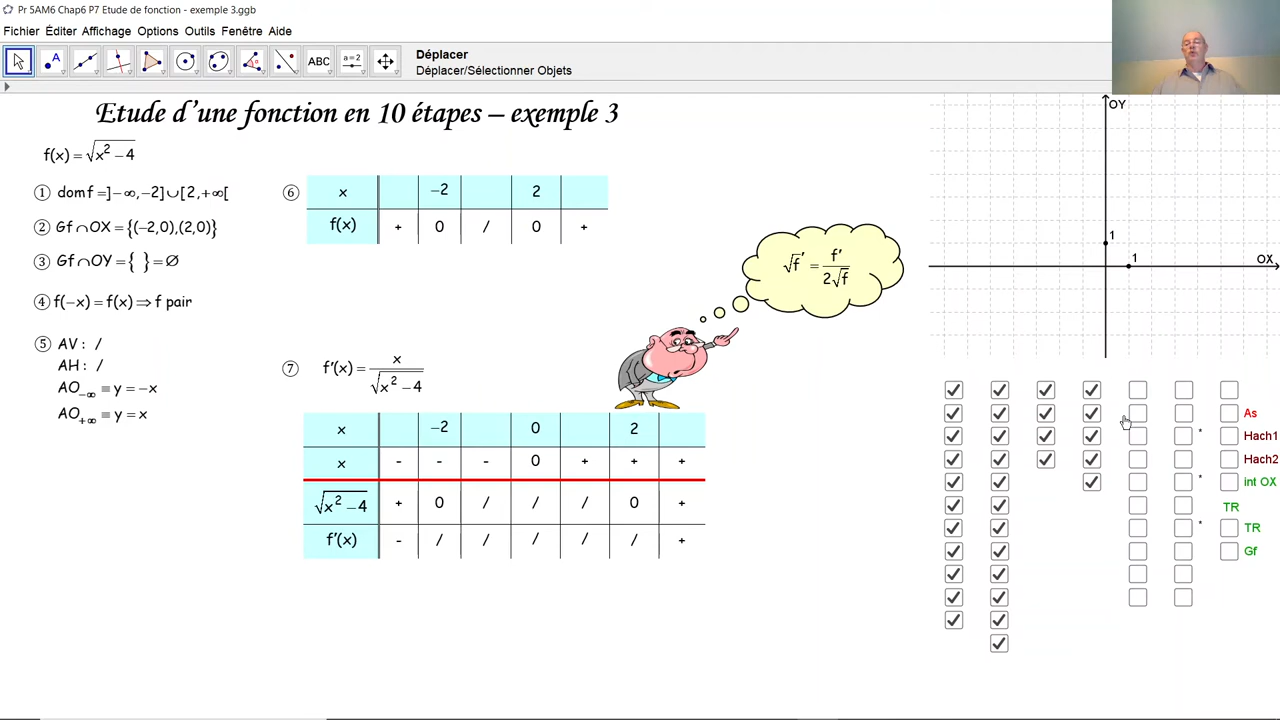 Pr 5AM6 Chap6 P7 Etude de fonction - exemple 3.ggb
Fichier Éditer Affichage Options Outils Fenêtre Aide
ABC a=2 Déplacer
Déplacer/Sélectionner Objets
Etude d'une fonction en 10 étapes – exemple 3
f(x) = √(x² – 4)
① dom f = ]–∞,–2] ∪ [2,+∞[
② Gf ∩ OX = {(–2,0),(2,0)}
③ Gf ∩ OY = { } = Ø
④ f(–x) = f(x) ⇒ f pair
⑤ AV : /
AH : /
AO–∞ ≡ y = –x
AO+∞ ≡ y = x
⑥ x –2 2
f(x) + 0 / 0 +
√f ' = f' / 2√f
⑦ f'(x) = x / √(x² – 4)
x –2 0 2
x - - - 0 + + +
√(x² – 4) + 0 / / / 0 +
f'(x) - / / / / / +
OY
1
1
OX
As
* Hach1
Hach2
* int OX
TR
* TR
Gf